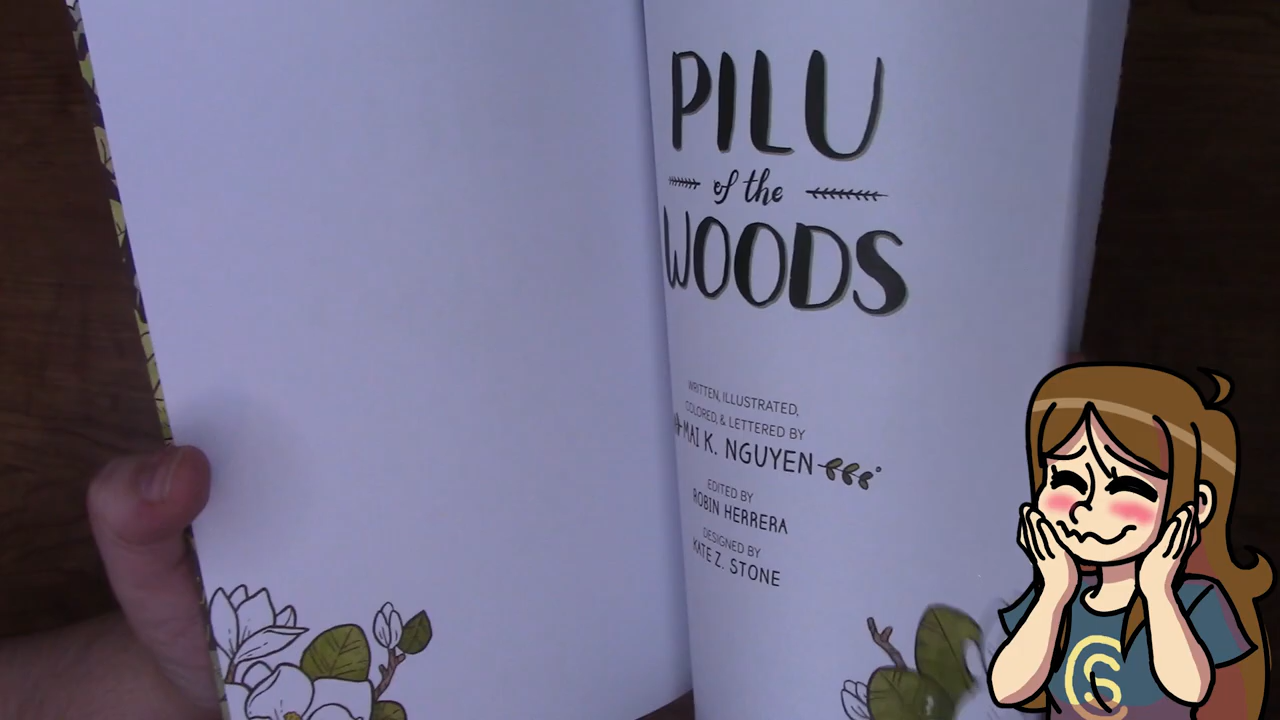 PILU
of the
WOODS
WRITTEN, ILLUSTRATED,
COLORED, & LETTERED BY
MAI K. NGUYEN
EDITED BY
ROBIN HERRERA
DESIGNED BY
KATE Z. STONE